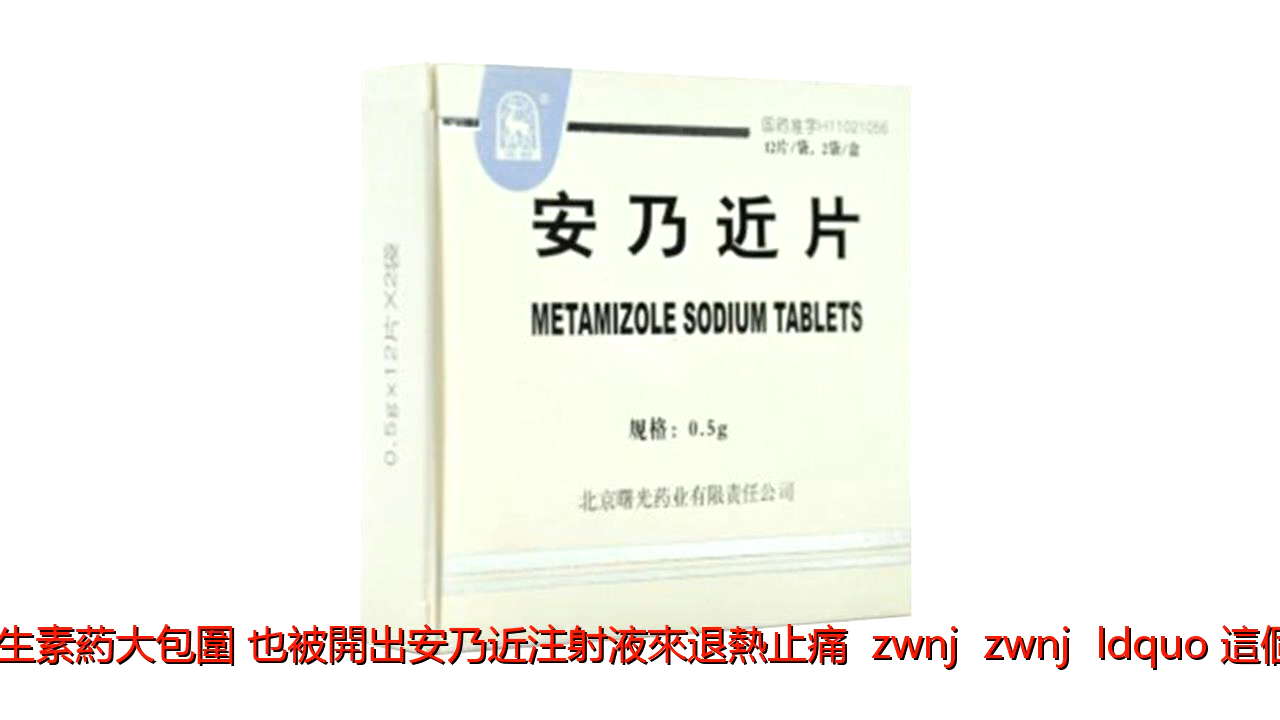 国药准字H11021056
12片/袋，2袋/盒
安乃近片
METAMIZOLE SODIUM TABLETS
规格：0.5g
北京曙光药业有限责任公司
0.5g×12片×2袋
生素葯大包圍 也被開出安乃近注射液來退熱止痛 zwnj zwnj ldquo 這個